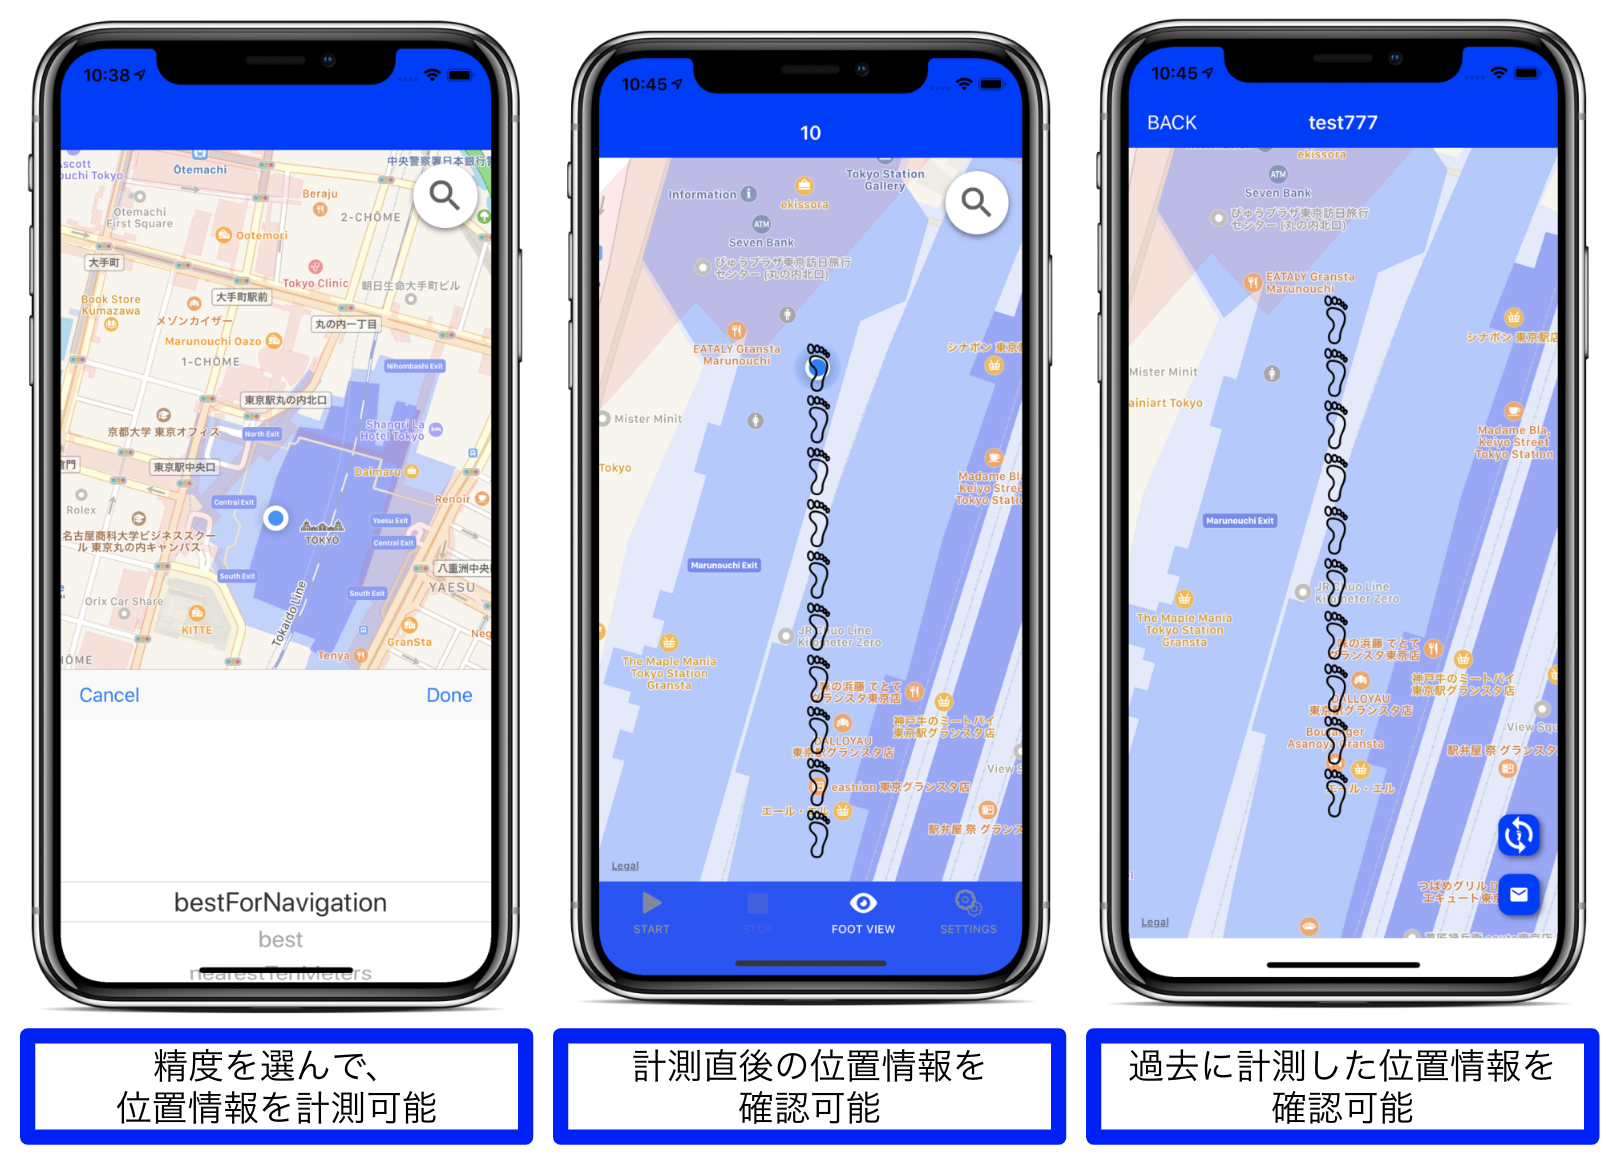 10:38
Ōtemachi
中央警察署日本銀行
scott
ouchi Tokyo
Beraju
Otemachi
First Square
2-CHŌME
Ootemori
大手町
Tokyo Clinic
朝日生命大手町ビル
Book Store
Kumazawa
大手町駅前
メゾンカイザー
丸の内一丁目
Marunouchi Oazo
1-CHŌME
Nihombashi Exit
東京駅丸の内北口
Shangri La
Hotel Tokyo
京都大学 東京オフィス
North Exit
東京駅中央口
Daimaru
Renoir
Rolex
Central Exit
Yaesu Exit
名古屋商科大学ビジネススクー
ル 東京丸の内キャンパス
TOKYO
Central Exit
八重洲中央
South Exit
South Exit
YAESU
Orix Car Share
Tokaido Line
KITTE
GranSta
Neg
HŌME
Tenya
Cancel
Done
bestForNavigation
best
nearestTenMeters
精度を選んで、
位置情報を計測可能
10:45
10
Tokyo Station
Gallery
Information
ekissora
ATM
Seven Bank
びゅうプラザ東京訪日旅行
センター (丸の内北口)
EATALY Gransta
Marunouchi
シナボン 東京
Mister Minit
Tokyo
Madame Bl
Keiyo Stree
Tokyo Static
Marunouchi Exit
JR Chuo Line
Kilometer Zero
The Maple Mania
Tokyo Station
Gransta
味の浜藤 てとて
グランスタ東京店
神戸牛のミートパイ
東京駅グランスタ店
DALLOYAU
東京駅グランスタ店
View S
eashion 東京グランスタ店
エール・エル
駅弁屋 祭 グランス
Legal
START
STOP
FOOT VIEW
SETTINGS
計測直後の位置情報を
確認可能
10:45
BACK
test777
ekissora
ATM
Seven Bank
びゅうプラザ東京訪日旅行
センター (丸の内北口)
EATALY Gransta
Marunouchi
シナボン 東京駅店
Mister Minit
ainiart Tokyo
Madame Bla,
Keiyo Street
Tokyo Station
Marunouchi Exit
JR Chuo Line
Kilometer Zero
The Maple Mania
Tokyo Station
Gransta
味の浜藤 てとて
グランスタ東京店
神戸牛のミートパイ
東京駅グランスタ店
DALLOYAU
東京駅グランスタ店
View Squ
Boulanger
Asanoya Gransta
駅弁屋 祭 グランスタ
エール・エル
つばめグリル D
エキュート東京
Legal
過去に計測した位置情報を
確認可能